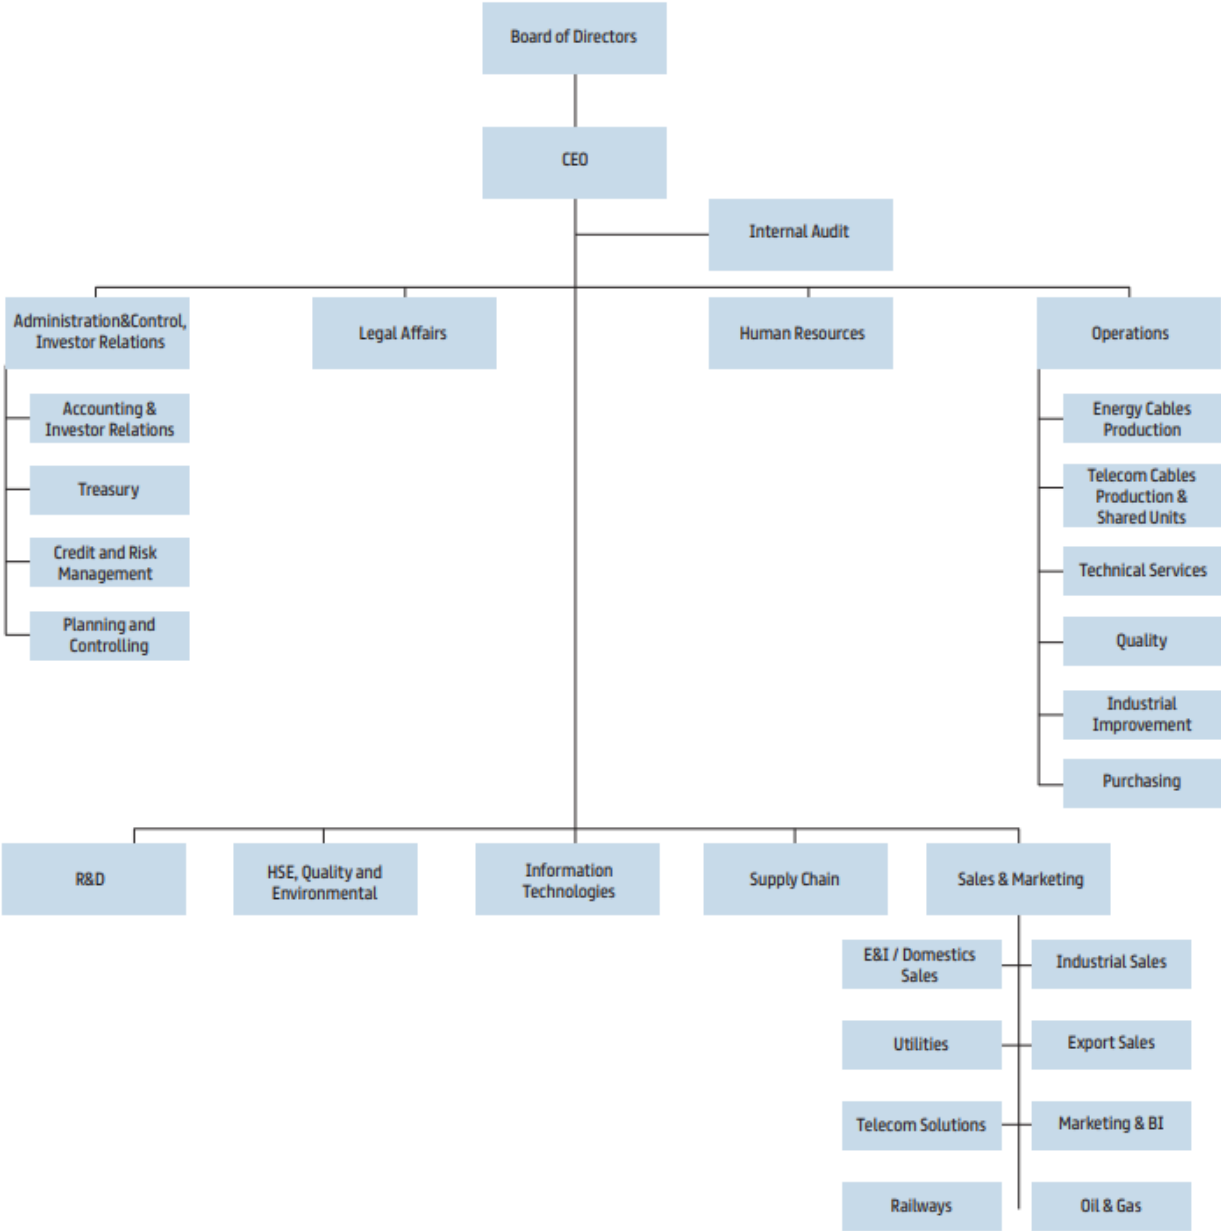 Board of Directors
CEO
Internal Audit
Administration&Control,
Investor Relations
Legal Affairs
Human Resources
Operations
Accounting &
Investor Relations
Treasury
Credit and Risk
Management
Planning and
Controlling
Energy Cables
Production
Telecom Cables
Production &
Shared Units
Technical Services
Quality
Industrial
Improvement
Purchasing
R&D
HSE, Quality and
Environmental
Information
Technologies
Supply Chain
Sales & Marketing
E&I / Domestics
Sales
Industrial Sales
Utilities
Export Sales
Telecom Solutions
Marketing & BI
Railways
Oil & Gas